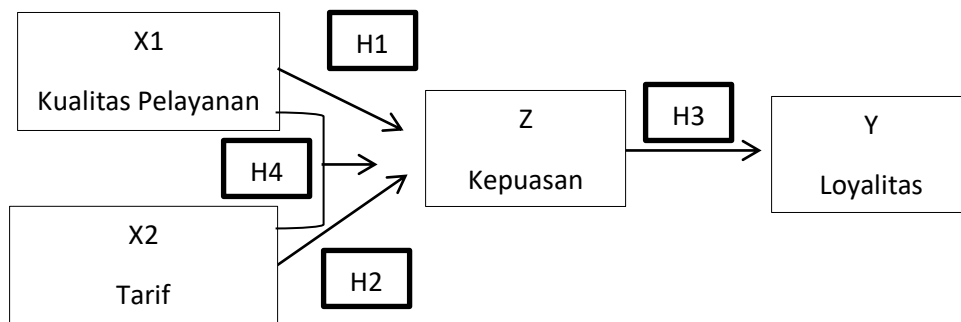 X1
Kualitas Pelayanan
H1
Z
Kepuasan
H3
Y
Loyalitas
H4
X2
Tarif
H2